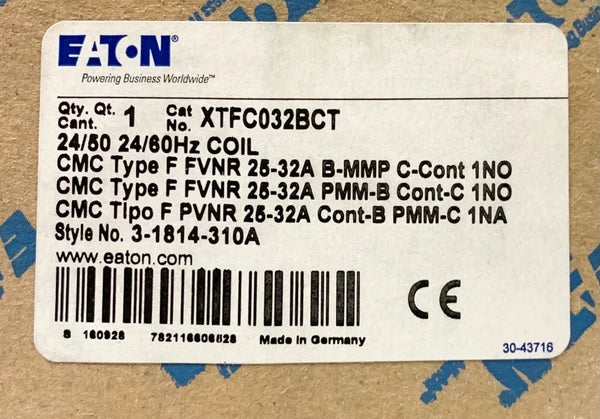 EATON
Powering Business Worldwide™
Qty. Qt. Cant. 1 Cat No. XTFC032BCT
24/50 24/60Hz COIL
CMC Type F FVNR 25-32A B-MMP C-Cont 1NO
CMC Type F FVNR 25-32A PMM-B Cont-C 1NO
CMC Tipo F PVNR 25-32A Cont-B PMM-C 1NA
Style No. 3-1814-310A
www.eaton.com
CE
S 160928 782116606528 Made in Germany
30-43716